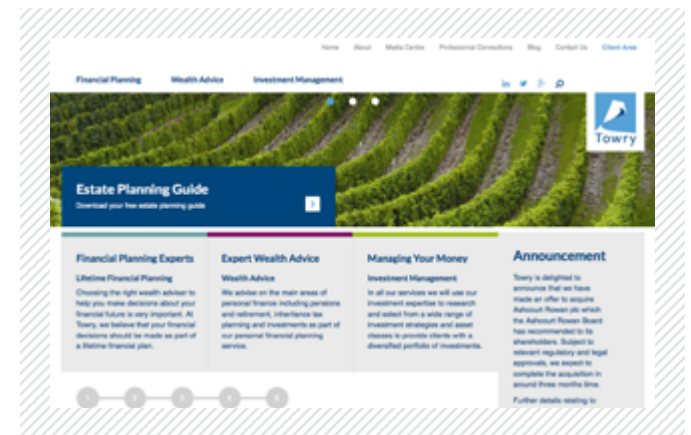 Home About Media Centre Professional Connections Blog Contact Us Client Area
Financial Planning Wealth Advice Investment Management
Towry
Estate Planning Guide
Download your free estate planning guide
Financial Planning Experts
Lifetime Financial Planning
Choosing the right wealth adviser to
help you make decisions about your
financial future is very important. At
Towry, we believe that your financial
decisions should be made as part of
a lifetime financial plan.
Expert Wealth Advice
Wealth Advice
We advise on the main areas of
personal finance including pensions
and retirement, inheritance tax
planning and investments as part of
our personal financial planning
service.
Managing Your Money
Investment Management
In all our services we will use our
investment expertise to research
and select from a wide range of
investment strategies and asset
classes to provide clients with a
diversified portfolio of investments.
Announcement
Towry is delighted to
announce that we have
made an offer to acquire
Ashcourt Rowan plc which
the Ashcourt Rowan Board
has recommended to its
shareholders. Subject to
relevant regulatory and legal
approvals, we expect to
complete the acquisition in
around three months time.
Further details relating to
1 2 3 4 5